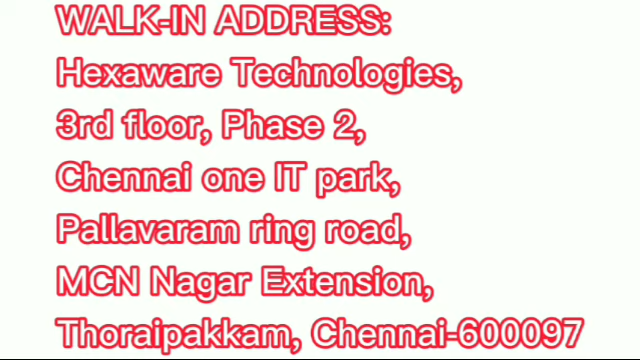 WALK-IN ADDRESS:
Hexaware Technologies,
3rd floor, Phase 2,
Chennai one IT park,
Pallavaram ring road,
MCN Nagar Extension,
Thoraipakkam, Chennai-600097